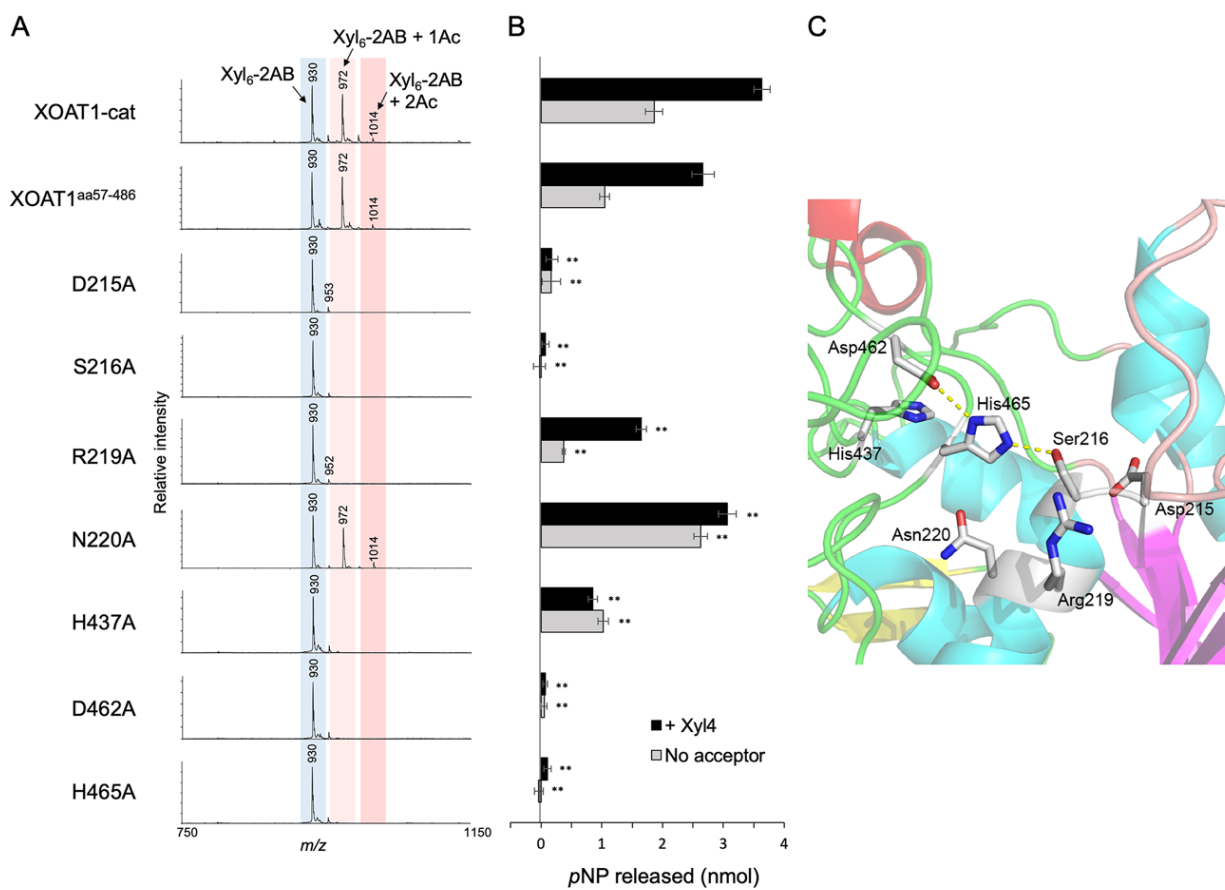 A
B
C
Xyl6-2AB + 1Ac
Xyl6-2AB
Xyl6-2AB
+ 2Ac
XOAT1-cat
930
972
1014
XOAT1aa57-486
930
972
1014
D215A
930
953
**
**
S216A
930
**
**
R219A
930
952
**
**
N220A
930
972
1014
**
**
H437A
930
**
**
D462A
930
**
**
H465A
930
**
**
Relative intensity
750
1150
m/z
+ Xyl4
No acceptor
0
1
2
3
4
pNP released (nmol)
Asp462
His465
His437
Ser216
Asp215
Asn220
Arg219